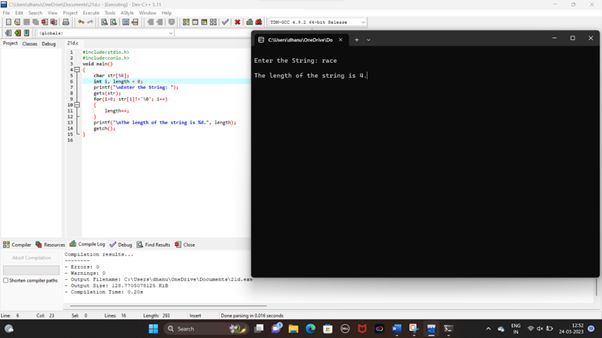 C:\Users\dhanu\OneDrive\Documents\21d.c - [Executing] - Dev-C++ 5.11
File Edit Search View Project Execute Tools AStyle Window Help
TDM-GCC 4.9.2 64-bit Release
(globals)
Project Classes Debug
21d.c
1 #include<stdio.h>
2 #include<conio.h>
3 void main()
4 {
5 char str[50];
6 int i, length = 0;
7 printf("\nEnter the String: ");
8 gets(str);
9 for(i=0; str[i]!='\0'; i++)
10 {
11 length++;
12 }
13 printf("\nThe length of the string is %d.", length);
14 getch();
15 }
16
C:\Users\dhanu\OneDrive\Do
Enter the String: race
The length of the string is 4.
Compiler Resources Compile Log Debug Find Results Close
Abort Compilation
Shorten compiler paths
Compilation results...
--------
- Errors: 0
- Warnings: 0
- Output Filename: C:\Users\dhanu\OneDrive\Documents\21d.exe
- Output Size: 128.7705078125 KiB
- Compilation Time: 0.20s
Line: 6 Col: 23 Sel: 0 Lines: 16 Length: 293 Insert Done parsing in 0.016 seconds
Search
ENG
IN
12:52
24-05-2023